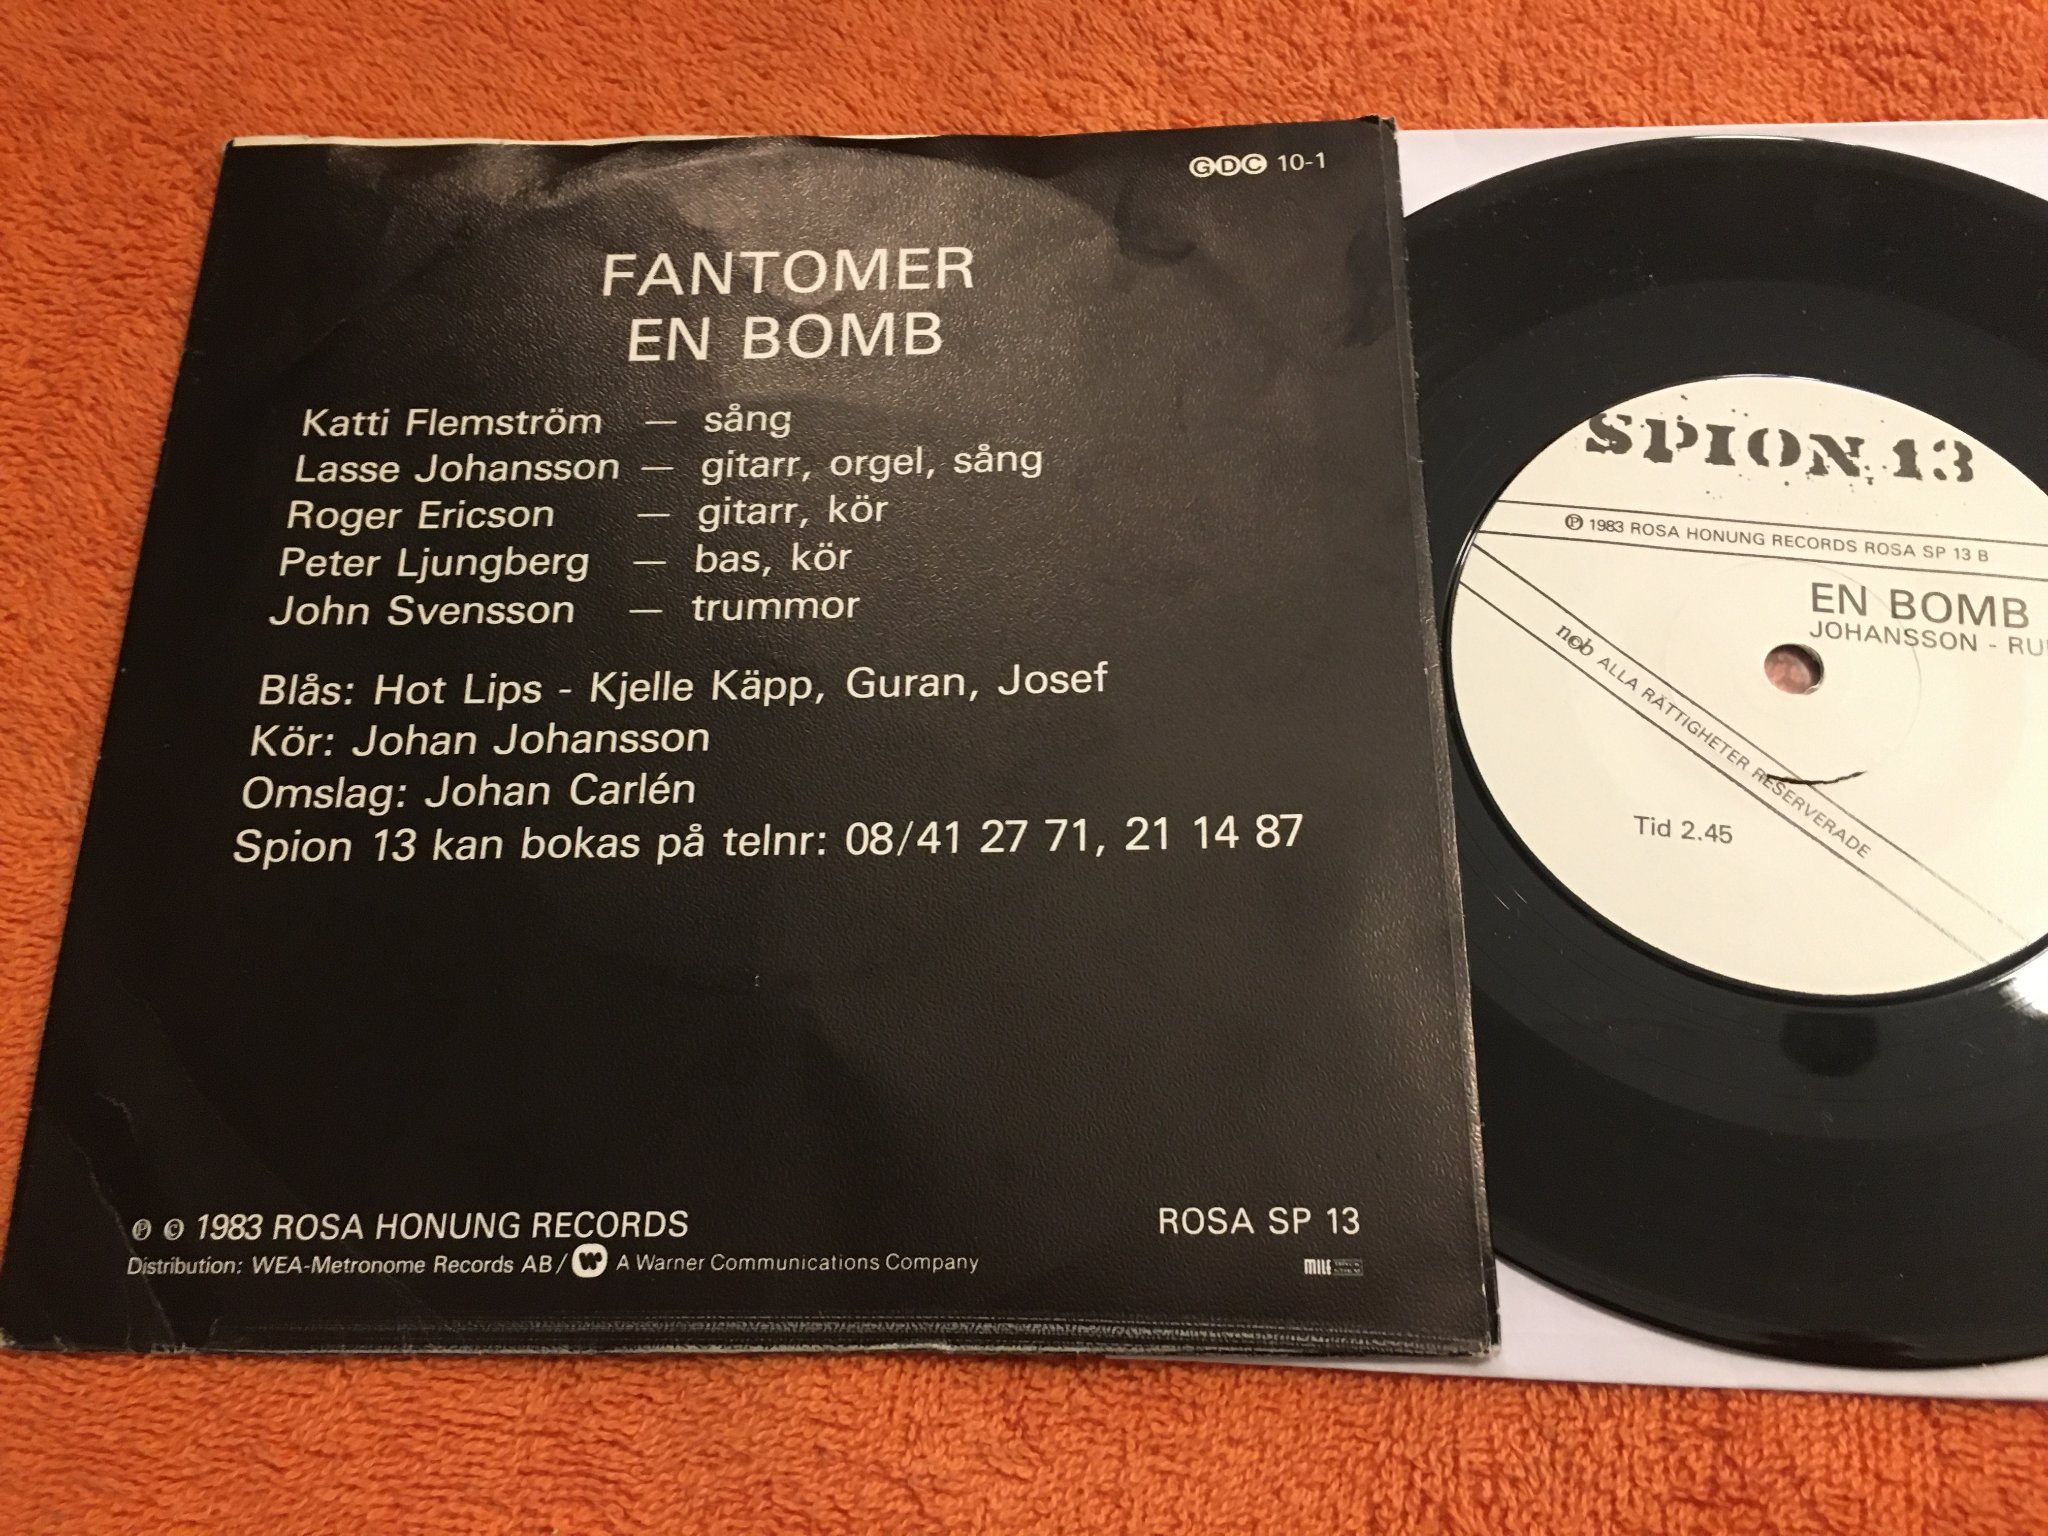 GDC 10-1
FANTOMER
EN BOMB
Katti Flemström — sång
Lasse Johansson — gitarr, orgel, sång
Roger Ericson — gitarr, kör
Peter Ljungberg — bas, kör
John Svensson — trummor
Blås: Hot Lips - Kjelle Käpp, Guran, Josef
Kör: Johan Johansson
Omslag: Johan Carlén
Spion 13 kan bokas på telnr: 08/41 27 71, 21 14 87
℗ © 1983 ROSA HONUNG RECORDS
ROSA SP 13
Distribution: WEA-Metronome Records AB / W A Warner Communications Company
MILE
SPION 13
℗ 1983 ROSA HONUNG RECORDS ROSA SP 13 B
EN BOMB
JOHANSSON -
ncb ALLA RÄTTIGHETER RESERVERADE
Tid 2.45